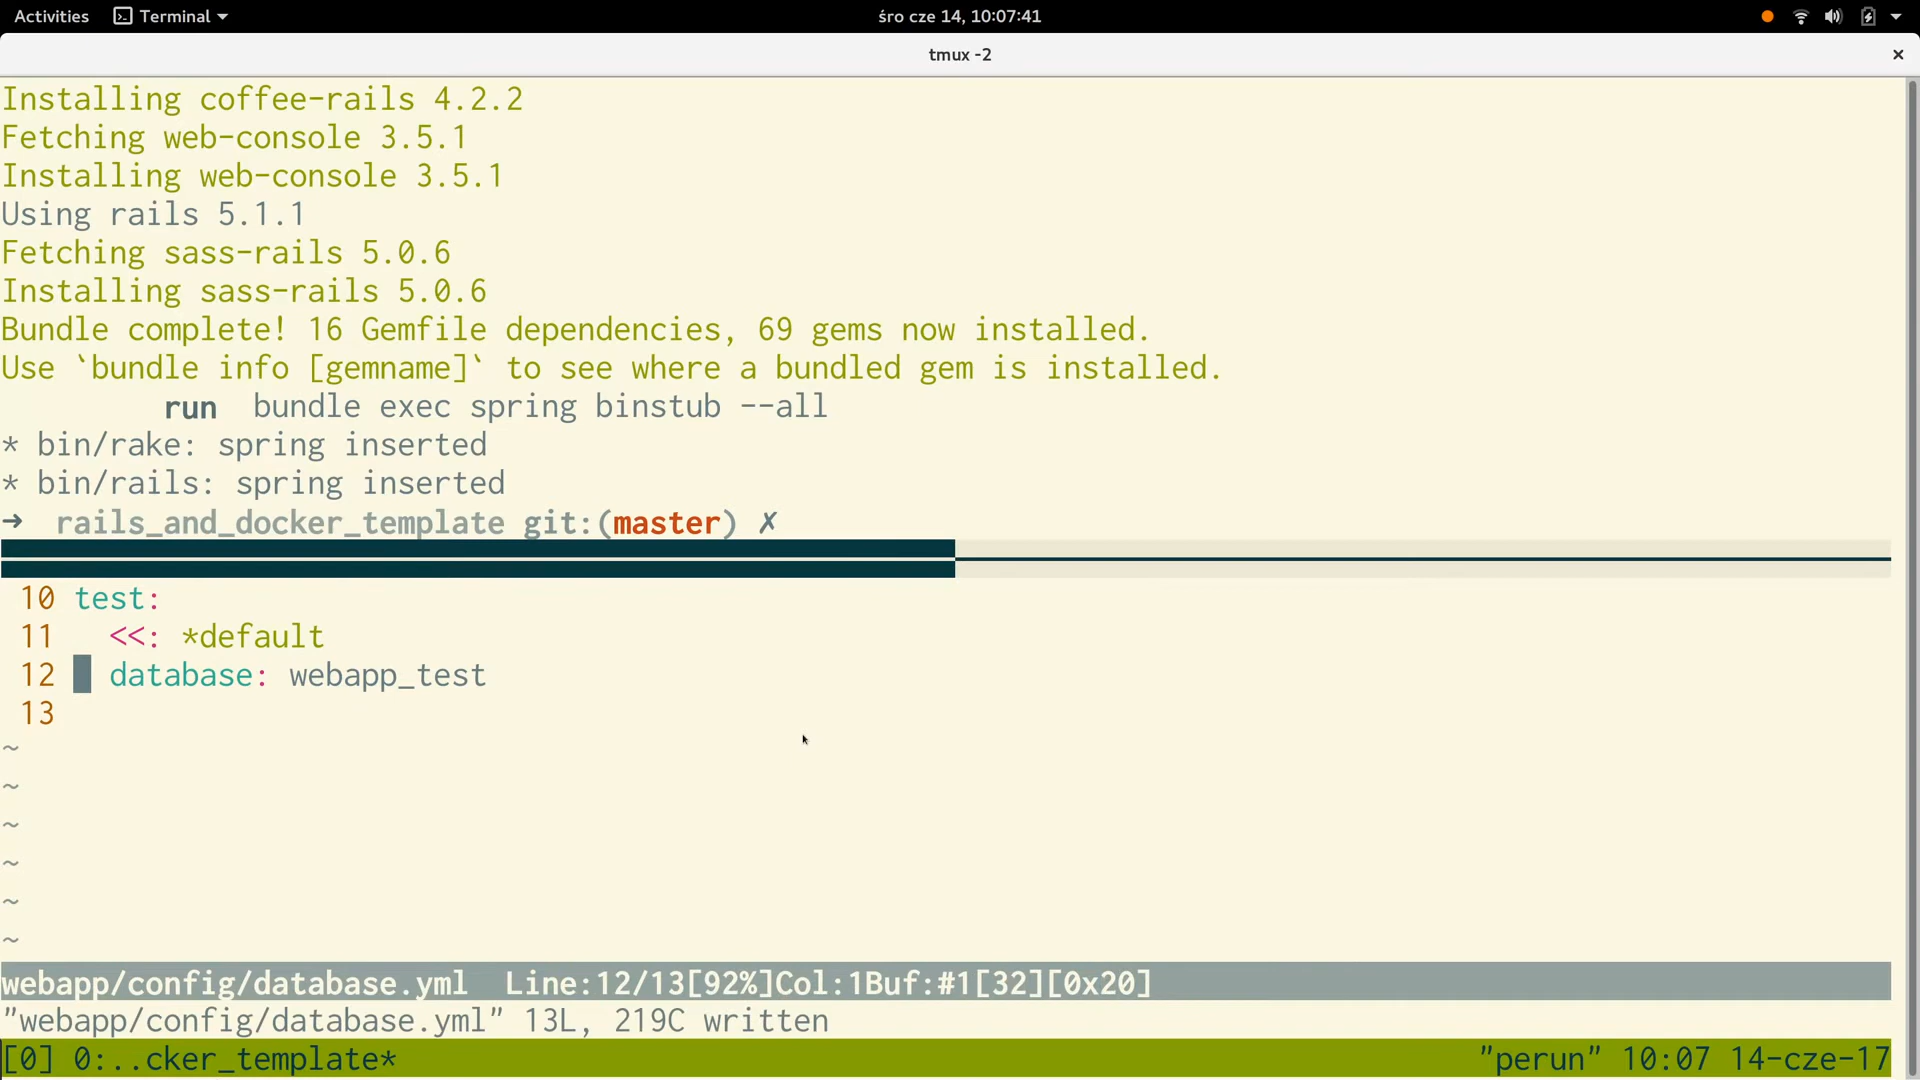 Activities Terminal śro cze 14, 10:07:41
tmux -2 ×
Installing coffee-rails 4.2.2
Fetching web-console 3.5.1
Installing web-console 3.5.1
Using rails 5.1.1
Fetching sass-rails 5.0.6
Installing sass-rails 5.0.6
Bundle complete! 16 Gemfile dependencies, 69 gems now installed.
Use `bundle info [gemname]` to see where a bundled gem is installed.
         run  bundle exec spring binstub --all
* bin/rake: spring inserted
* bin/rails: spring inserted
➜  rails_and_docker_template git:(master) ✗
10 test:
11   <<: *default
12   database: webapp_test
13
~
~
~
~
~
~
webapp/config/database.yml  Line:12/13[92%]Col:1Buf:#1[32][0x20]
"webapp/config/database.yml" 13L, 219C written
[0] 0:..cker_template* "perun" 10:07 14-cze-17